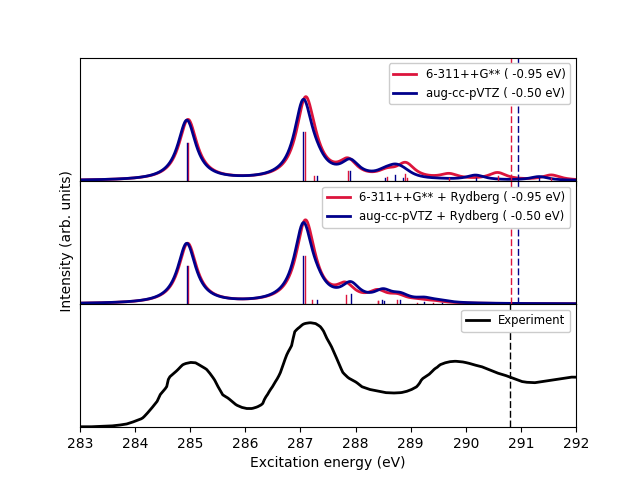 6-311++G** ( -0.95 eV)
aug-cc-pVTZ ( -0.50 eV)
6-311++G** + Rydberg ( -0.95 eV)
aug-cc-pVTZ + Rydberg ( -0.50 eV)
Experiment
Intensity (arb. units)
283 284 285 286 287 288 289 290 291 292
Excitation energy (eV)